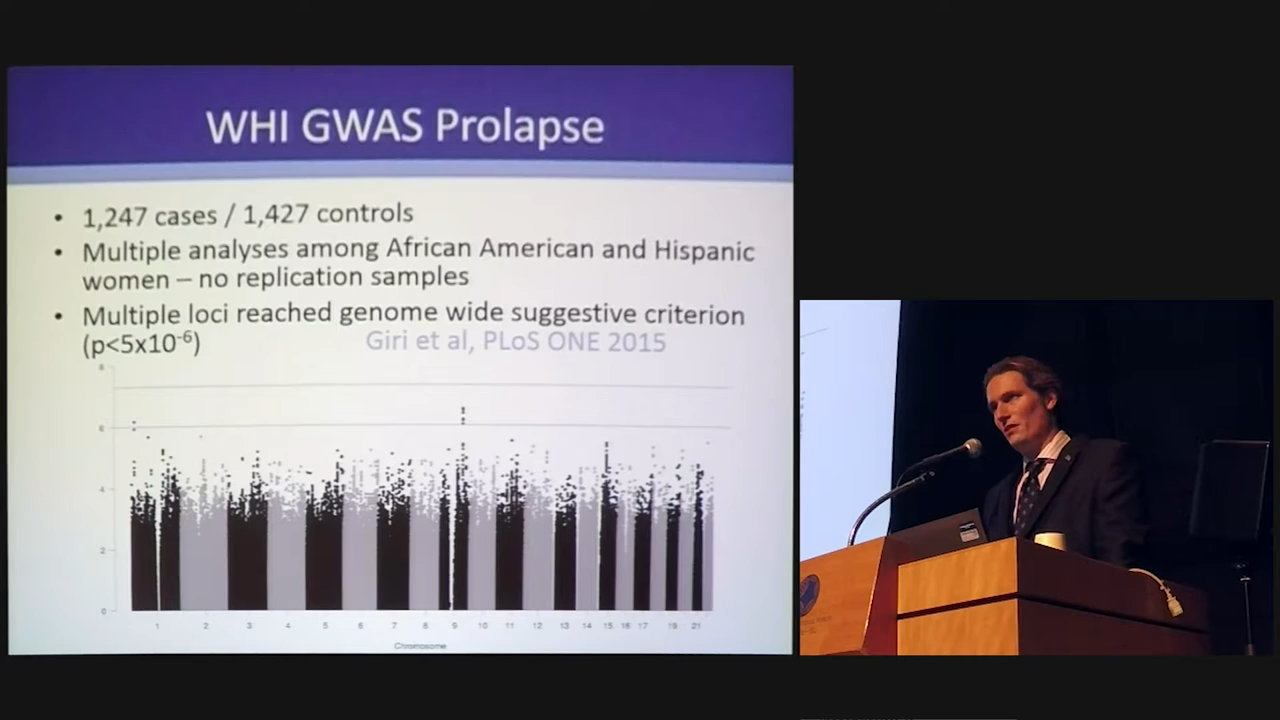 WHI GWAS Prolapse
• 1,247 cases / 1,427 controls
• Multiple analyses among African American and Hispanic
women – no replication samples
• Multiple loci reached genome wide suggestive criterion
(p<5x10⁻⁶)
Giri et al, PLoS ONE 2015
8
6
4
2
0
1 2 3 4 5 6 7 8 9 10 11 12 13 14 15 16 17 19 21
Chromosome